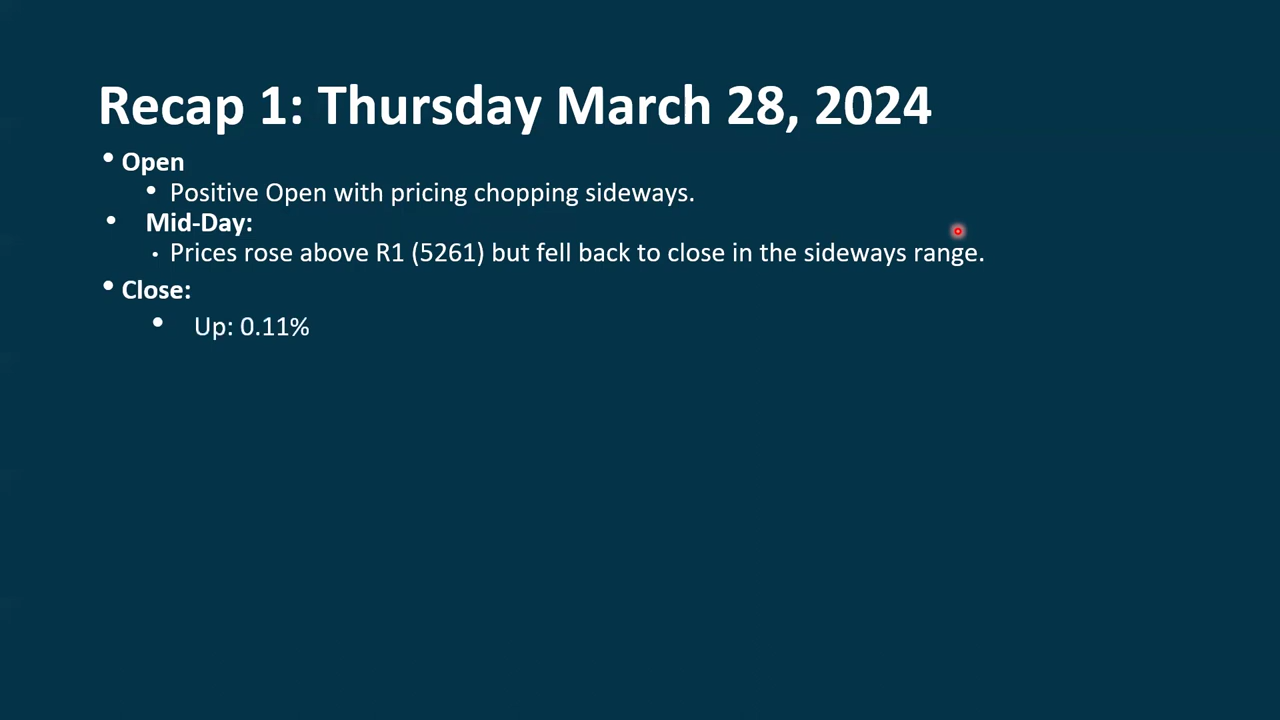 Recap 1: Thursday March 28, 2024
• Open
• Positive Open with pricing chopping sideways.
• Mid-Day:
• Prices rose above R1 (5261) but fell back to close in the sideways range.
• Close:
• Up: 0.11%